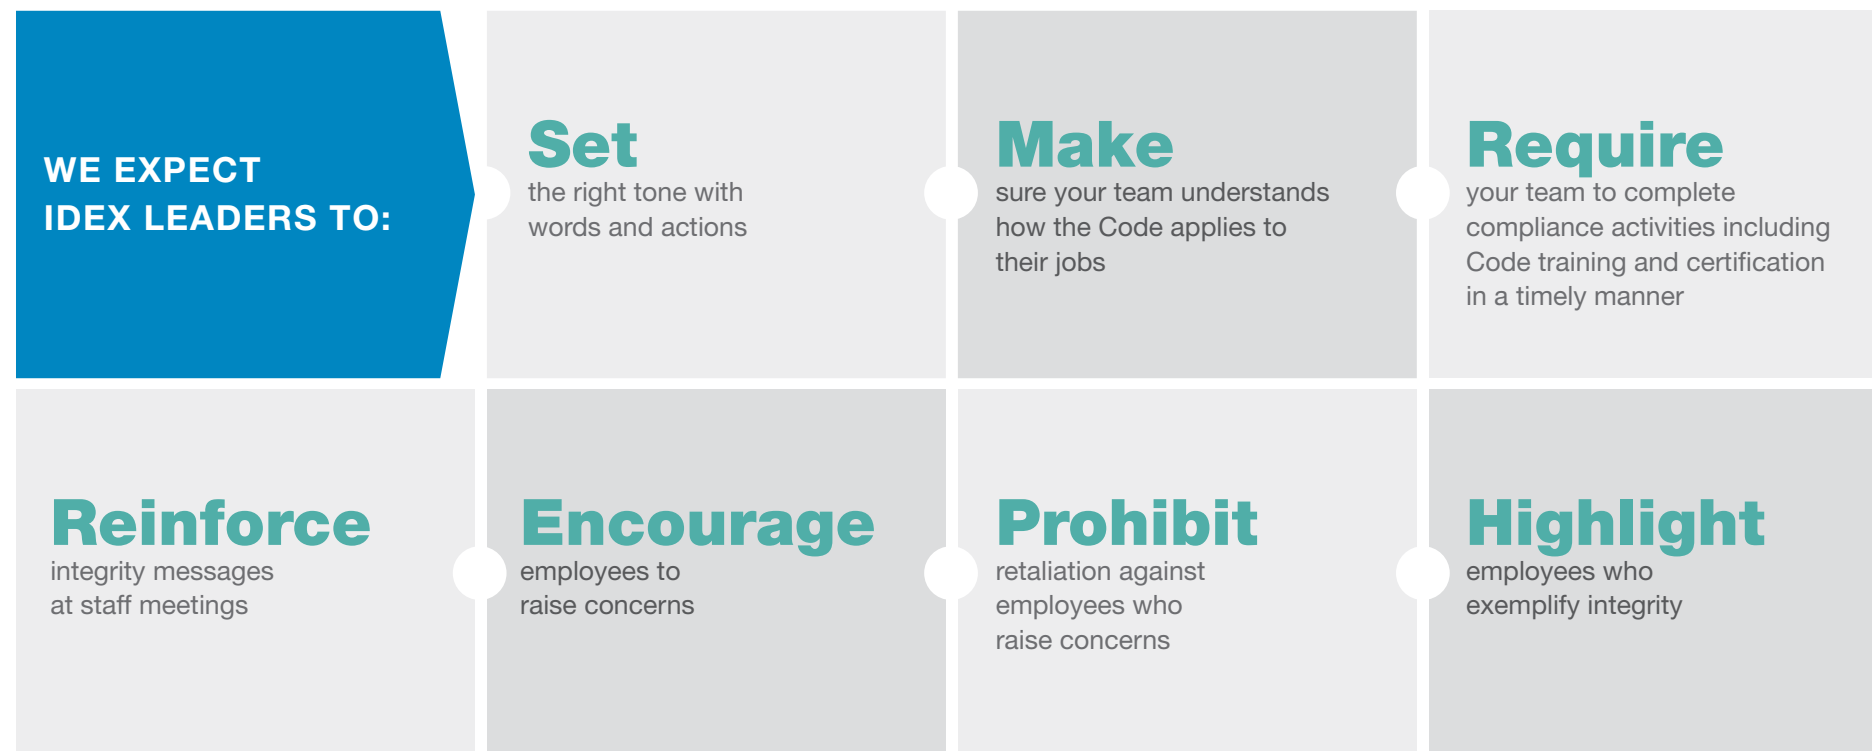 WE EXPECT
IDEX LEADERS TO:
Set
the right tone with
words and actions
Make
sure your team understands
how the Code applies to
their jobs
Require
your team to complete
compliance activities including
Code training and certification
in a timely manner
Reinforce
integrity messages
at staff meetings
Encourage
employees to
raise concerns
Prohibit
retaliation against
employees who
raise concerns
Highlight
employees who
exemplify integrity